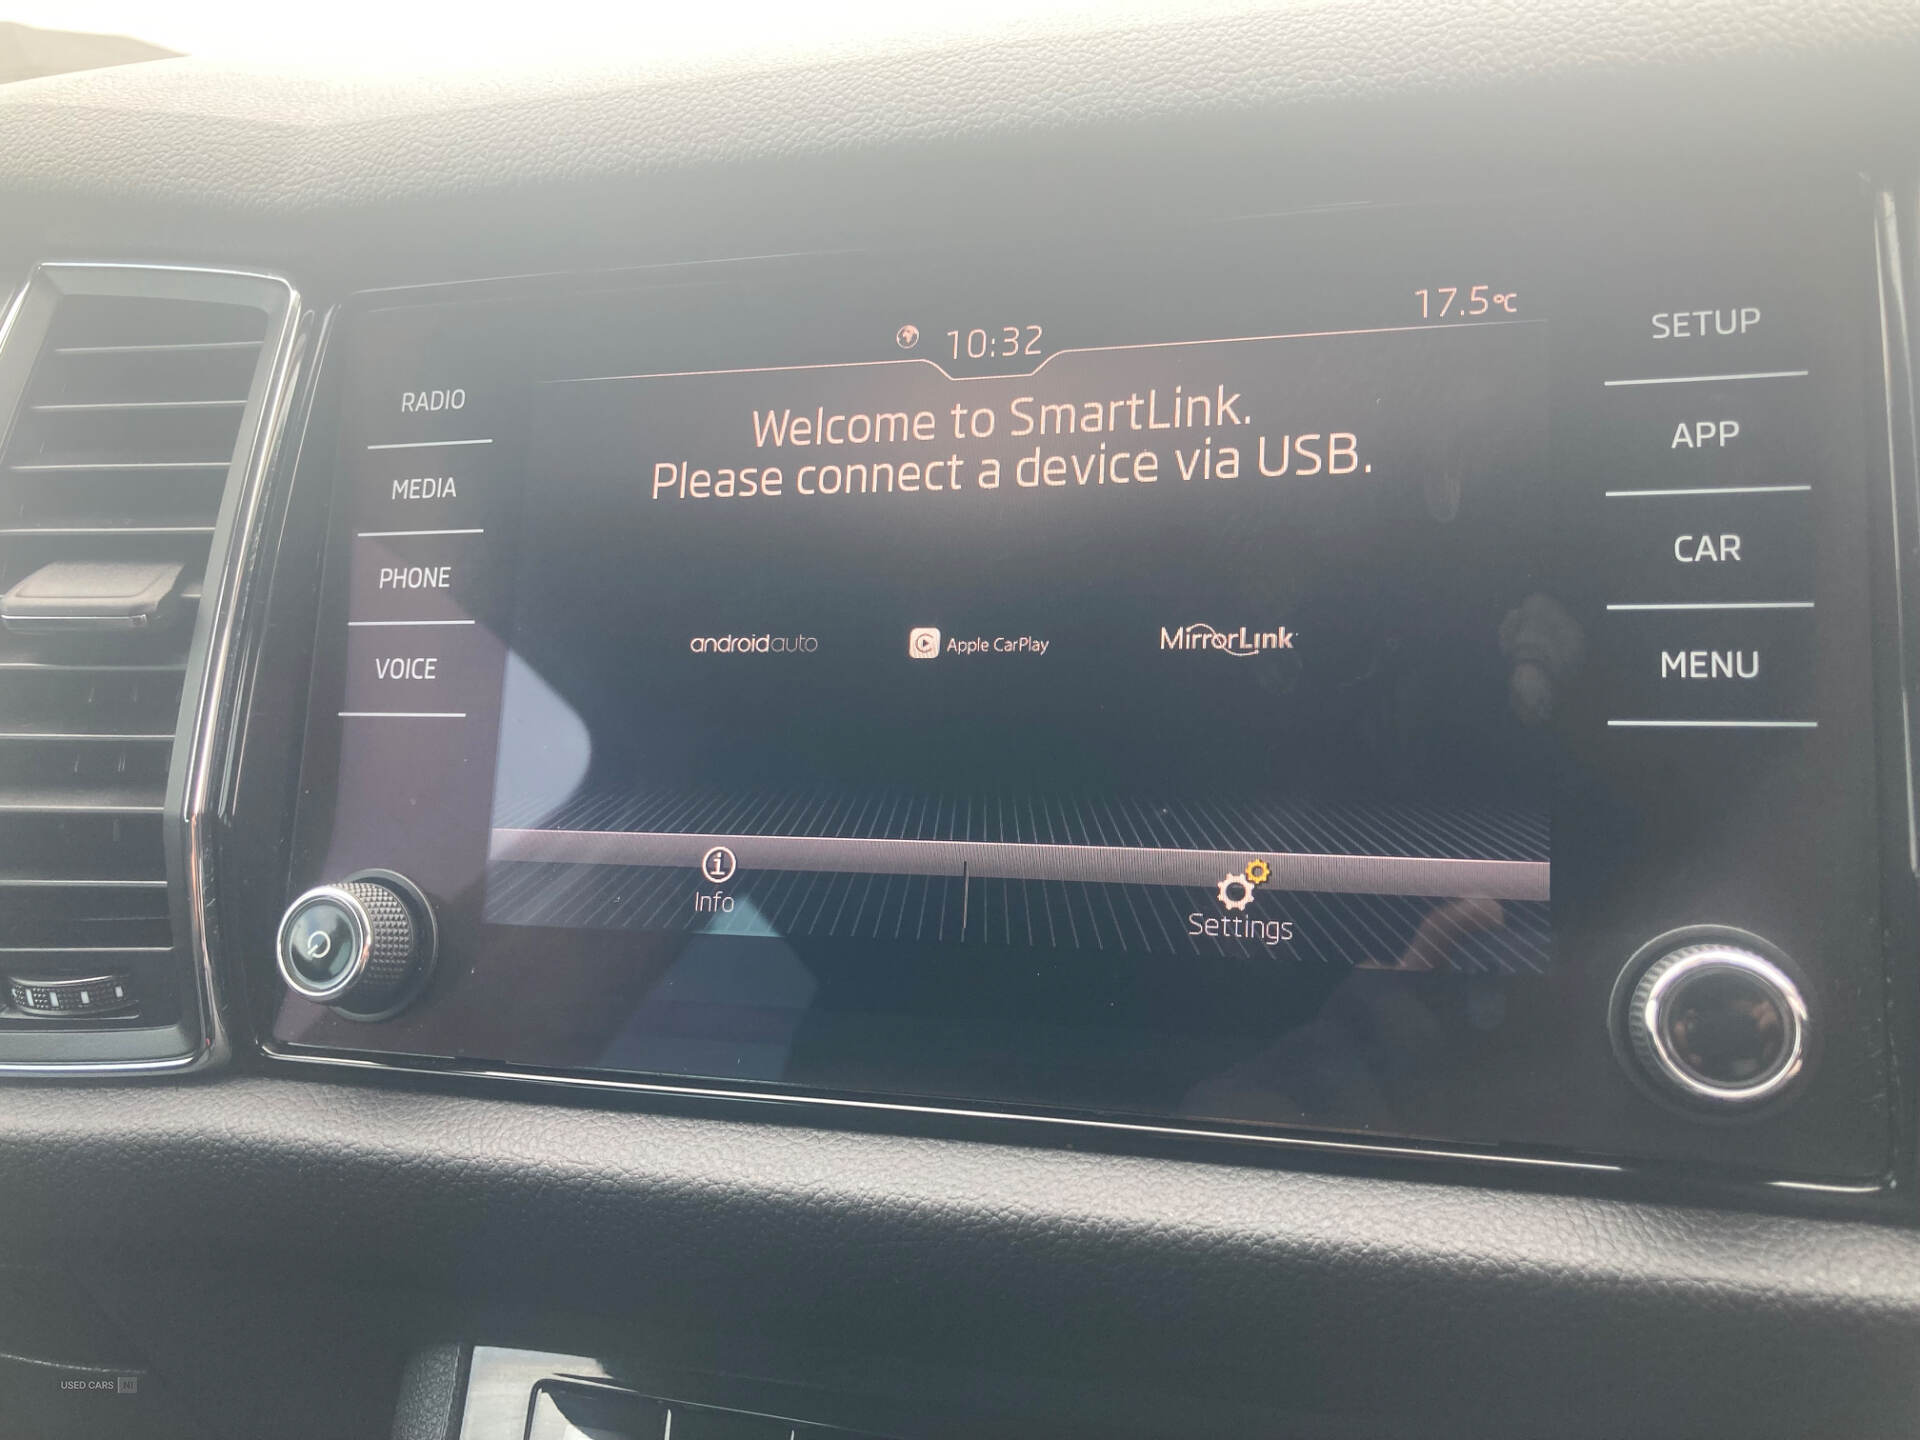 10:32
17.5°C
RADIO
MEDIA
PHONE
VOICE
Welcome to SmartLink.
Please connect a device via USB.
androidauto
Apple CarPlay
MirrorLink
Info
Settings
SETUP
APP
CAR
MENU
USED CARS NI